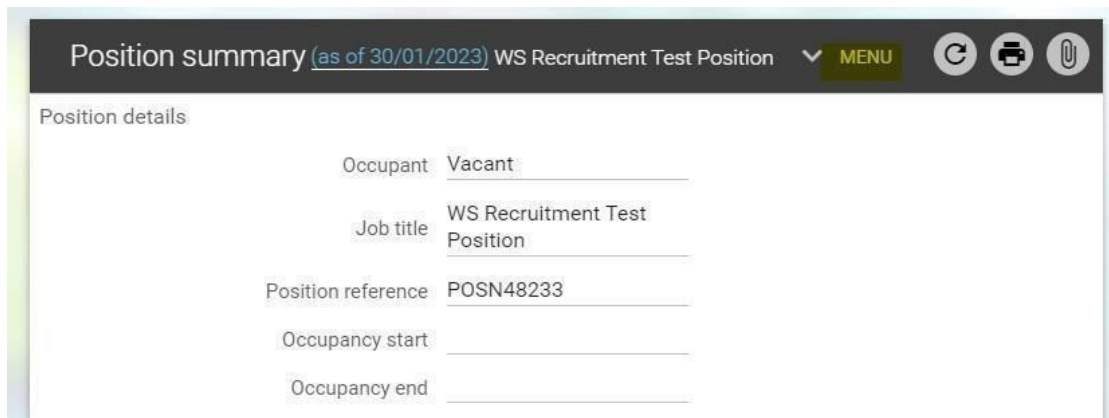 Position summary (as of 30/01/2023) WS Recruitment Test Position MENU
Position details
Occupant Vacant
Job title WS Recruitment Test
Position
Position reference POSN48233
Occupancy start
Occupancy end